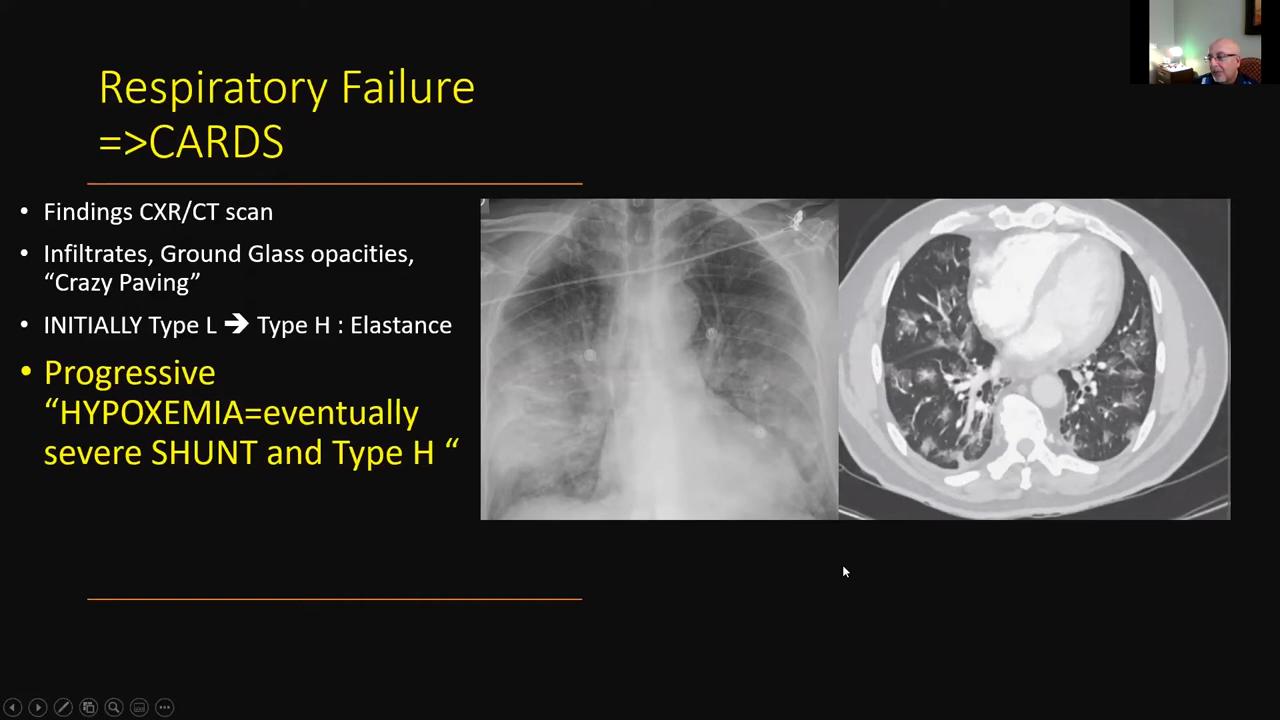 Respiratory Failure
=>CARDS
• Findings CXR/CT scan
• Infiltrates, Ground Glass opacities,
“Crazy Paving”
• INITIALLY Type L 🡺 Type H : Elastance
• Progressive
“HYPOXEMIA=eventually
severe SHUNT and Type H “